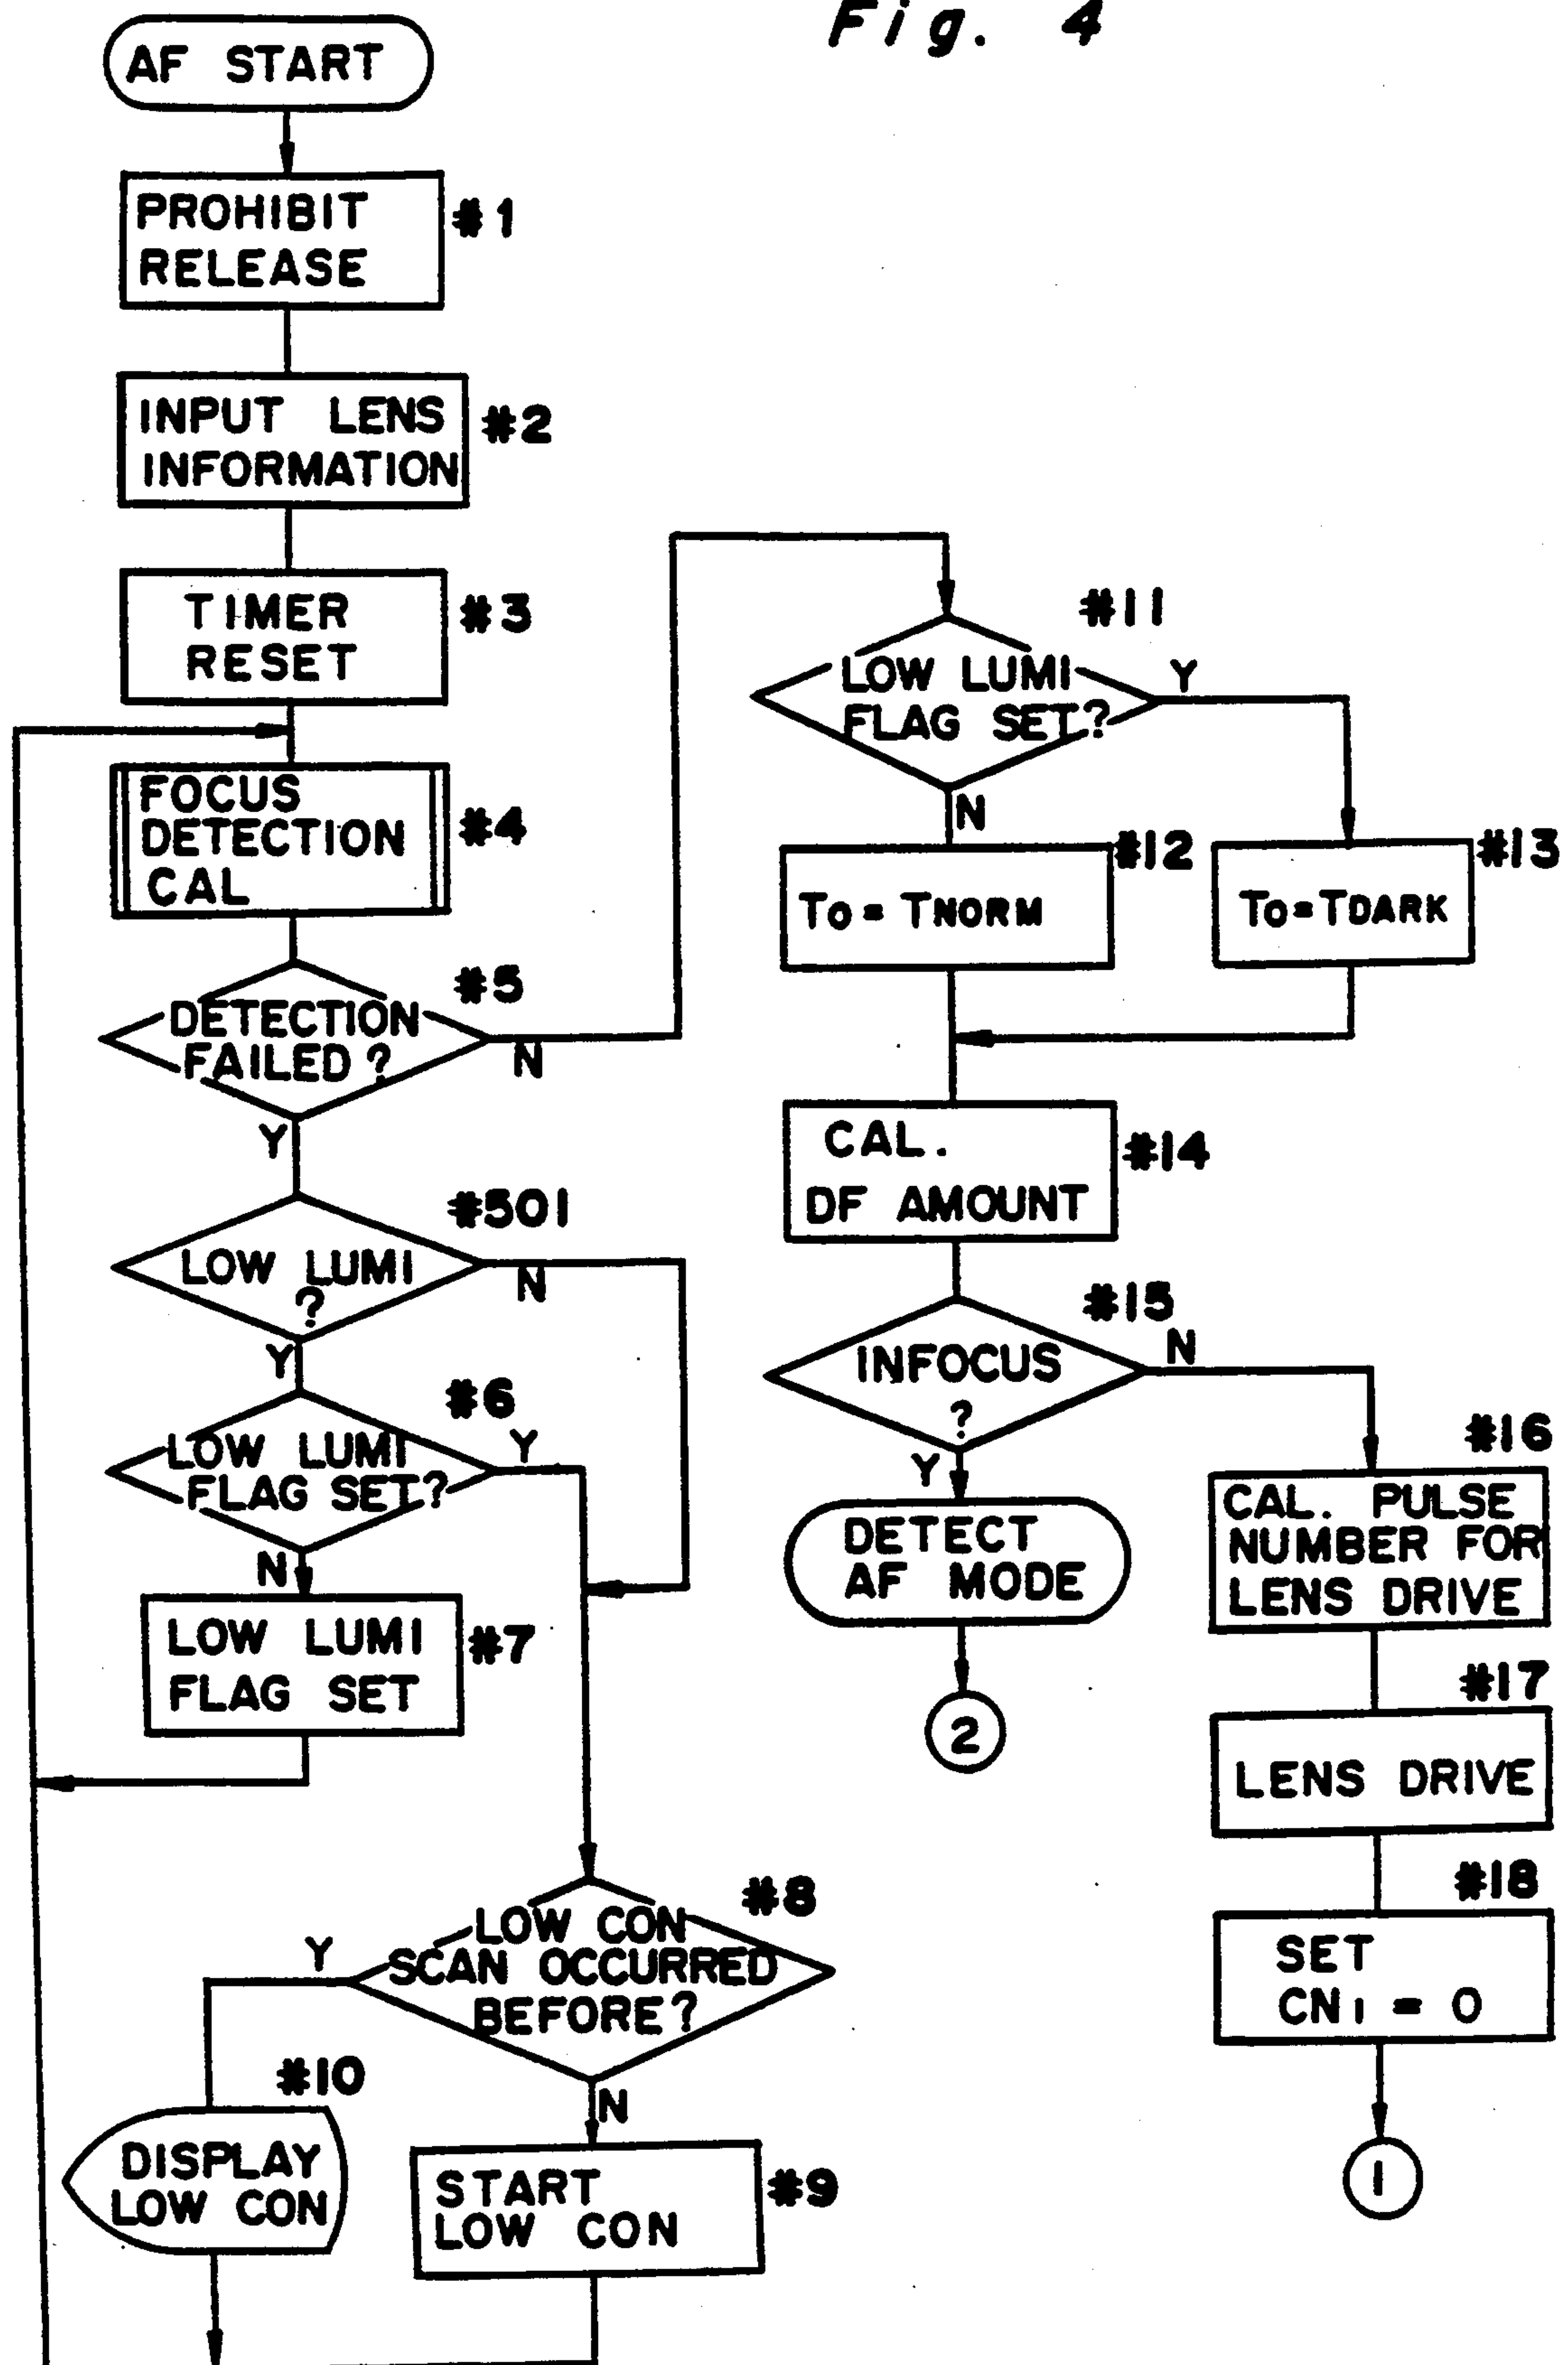 Fig. 4
AF START
PROHIBIT
RELEASE
#1
INPUT LENS
INFORMATION
#2
TIMER
RESET
#3
FOCUS
DETECTION
CAL
#4
DETECTION
FAILED?
#5
N
Y
LOW LUMI
?
#501
N
Y
LOW LUMI
FLAG SET?
#6
Y
N
LOW LUMI
FLAG SET
#7
LOW CON
SCAN OCCURRED
BEFORE?
#8
Y
N
#10
DISPLAY
LOW CON
START
LOW CON
#9
#11
LOW LUMI
FLAG SET?
Y
N
#12
To = TNORM
#13
To=TDARK
CAL.
DF AMOUNT
#14
#15
INFOCUS
?
N
Y
DETECT
AF MODE
2
#16
CAL. PULSE
NUMBER FOR
LENS DRIVE
#17
LENS DRIVE
#18
SET
CN1 = 0
1